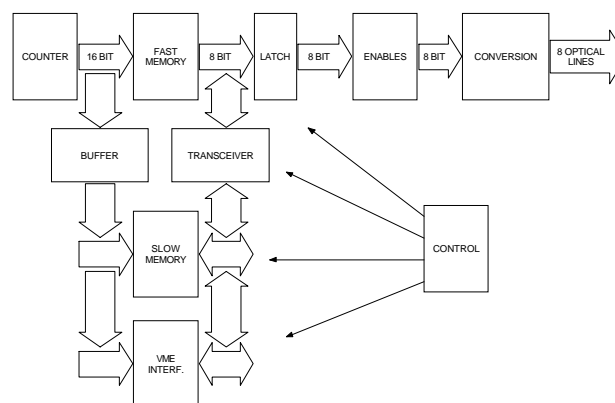 COUNTER
16 BIT
FAST
MEMORY
8 BIT
LATCH
8 BIT
ENABLES
8 BIT
CONVERSION
8 OPTICAL
LINES
BUFFER
TRANSCEIVER
SLOW
MEMORY
CONTROL
VME
INTERF.